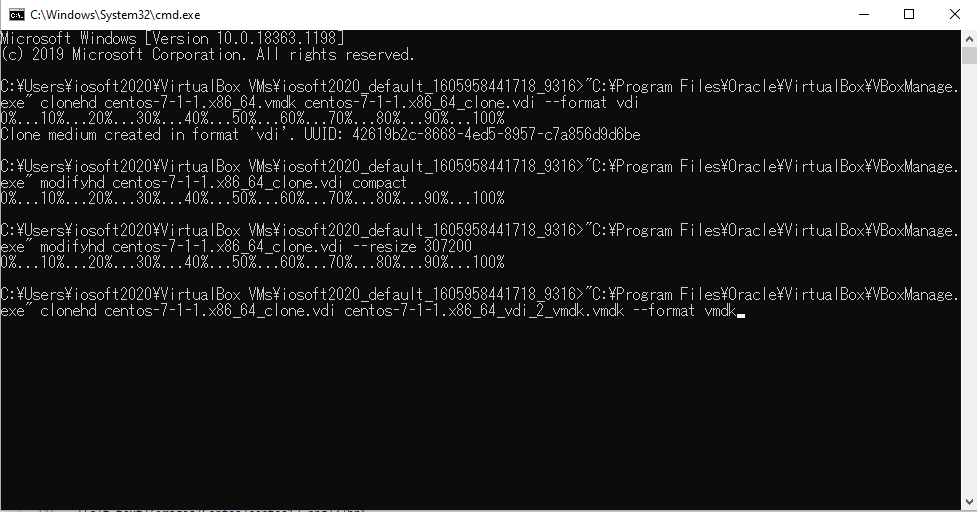 C:\Windows\System32\cmd.exe
Microsoft Windows [Version 10.0.18363.1198]
(c) 2019 Microsoft Corporation. All rights reserved.
C:¥Users¥iosoft2020¥VirtualBox VMs¥iosoft2020_default_1605958441718_9316>"C:¥Program Files¥Oracle¥VirtualBox¥VBoxManage.
exe" clonehd centos-7-1-1.x86_64.vmdk centos-7-1-1.x86_64_clone.vdi --format vdi
0%...10%...20%...30%...40%...50%...60%...70%...80%...90%...100%
Clone medium created in format 'vdi'. UUID: 42619b2c-8668-4ed5-8957-c7a856d9d6be
C:¥Users¥iosoft2020¥VirtualBox VMs¥iosoft2020_default_1605958441718_9316>"C:¥Program Files¥Oracle¥VirtualBox¥VBoxManage.
exe" modifyhd centos-7-1-1.x86_64_clone.vdi compact
0%...10%...20%...30%...40%...50%...60%...70%...80%...90%...100%
C:¥Users¥iosoft2020¥VirtualBox VMs¥iosoft2020_default_1605958441718_9316>"C:¥Program Files¥Oracle¥VirtualBox¥VBoxManage.
exe" modifyhd centos-7-1-1.x86_64_clone.vdi --resize 307200
0%...10%...20%...30%...40%...50%...60%...70%...80%...90%...100%
C:¥Users¥iosoft2020¥VirtualBox VMs¥iosoft2020_default_1605958441718_9316>"C:¥Program Files¥Oracle¥VirtualBox¥VBoxManage.
exe" clonehd centos-7-1-1.x86_64_clone.vdi centos-7-1-1.x86_64_vdi_2_vmdk.vmdk --format vmdk